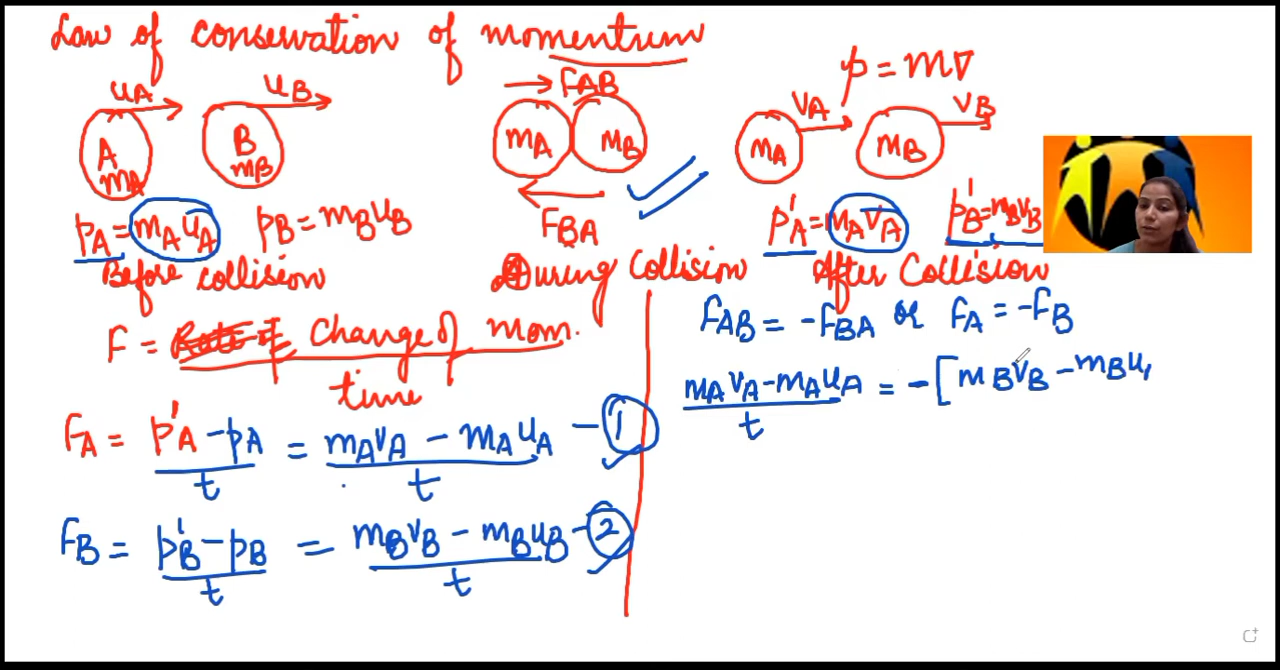 Law of conservation of momentum
p = mv
uA uB FAB vA vB
A mA B mB mA mB mA mB
FBA
pA = mAuA pB = mBuB p'A = mAvA p'B = mBvB
Before collision During Collision After Collision
F = Change of mom.
time
FAB = -FBA or FA = -FB
mAvA - mAuA = - [mBvB - mBu
t
FA = p'A - pA = mAvA - mAuA - 1
t t
FB = p'B - pB = mBvB - mBuB - 2
t t